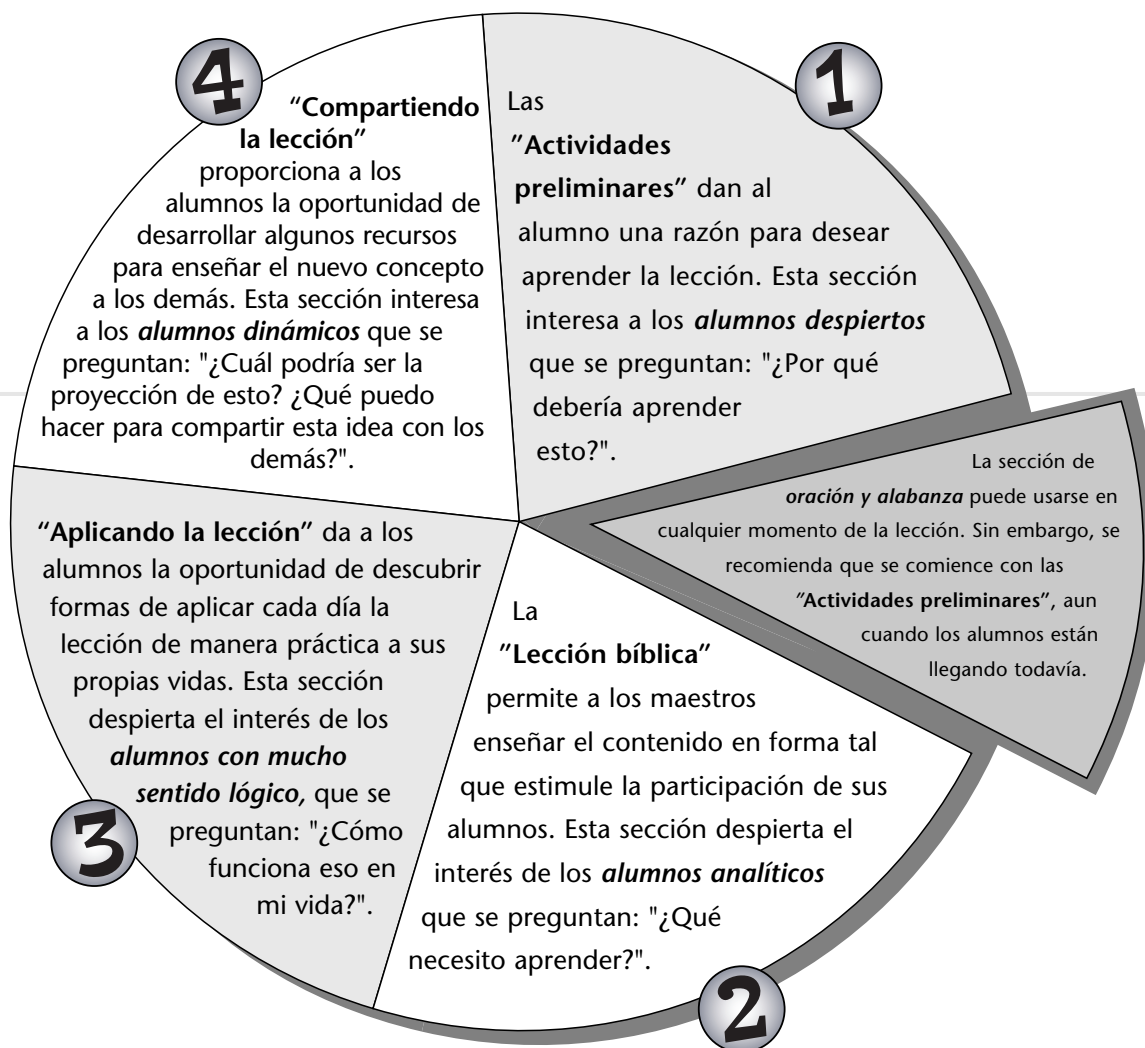 1
Las
"Actividades
preliminares" dan al
alumno una razón para desear
aprender la lección. Esta sección
interesa a los alumnos despiertos
que se preguntan: "¿Por qué
debería aprender
esto?".
La sección de
oración y alabanza puede usarse en
cualquier momento de la lección. Sin embargo, se
recomienda que se comience con las
"Actividades preliminares", aun
cuando los alumnos están
llegando todavía.
2
La
"Lección bíblica"
permite a los maestros
enseñar el contenido en forma tal
que estimule la participación de sus
alumnos. Esta sección despierta el
interés de los alumnos analíticos
que se preguntan: "¿Qué
necesito aprender?".
3
"Aplicando la lección" da a los
alumnos la oportunidad de descubrir
formas de aplicar cada día la
lección de manera práctica a sus
propias vidas. Esta sección
despierta el interés de los
alumnos con mucho
sentido lógico, que se
preguntan: "¿Cómo
funciona eso en
mi vida?".
4
"Compartiendo
la lección"
proporciona a los
alumnos la oportunidad de
desarrollar algunos recursos
para enseñar el nuevo concepto
a los demás. Esta sección interesa
a los alumnos dinámicos que se
preguntan: "¿Cuál podría ser la
proyección de esto? ¿Qué puedo
hacer para compartir esta idea con los
demás?".